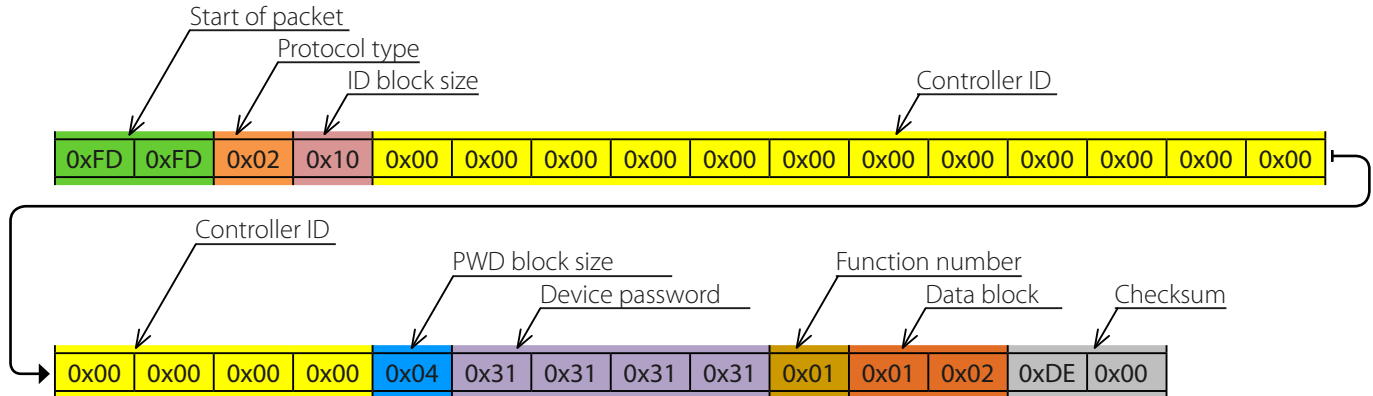 Start of packet
Protocol type
ID block size
Controller ID
0xFD 0xFD 0x02 0x10 0x00 0x00 0x00 0x00 0x00 0x00 0x00 0x00 0x00 0x00 0x00 0x00
Controller ID
PWD block size
Function number
Device password
Data block
Checksum
0x00 0x00 0x00 0x00 0x04 0x31 0x31 0x31 0x31 0x01 0x01 0x02 0xDE 0x00